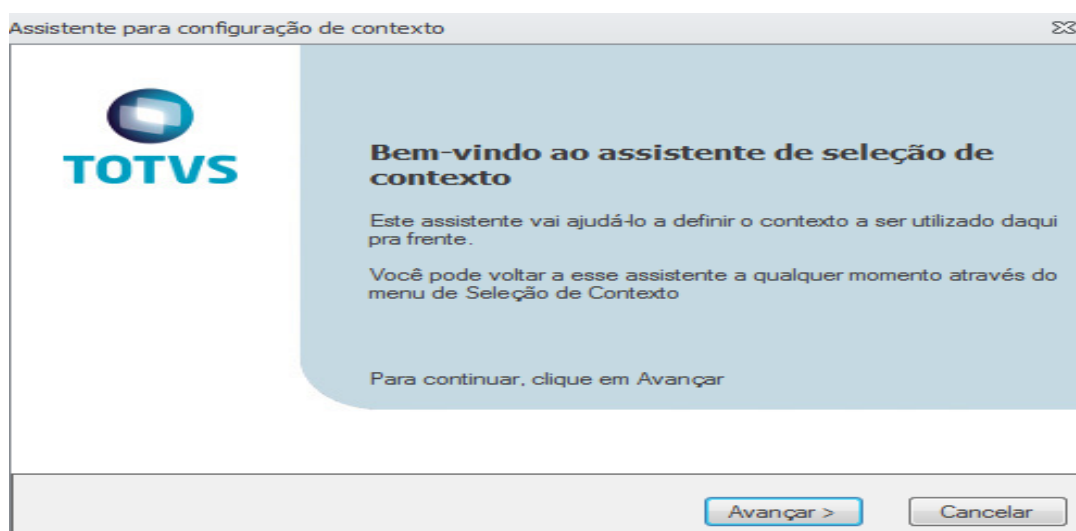 Assistente para configuração de contexto
TOTVS
Bem-vindo ao assistente de seleção de
contexto
Este assistente vai ajudá-lo a definir o contexto a ser utilizado daqui
pra frente.
Você pode voltar a esse assistente a qualquer momento através do
menu de Seleção de Contexto
Para continuar, clique em Avançar
Avançar >
Cancelar